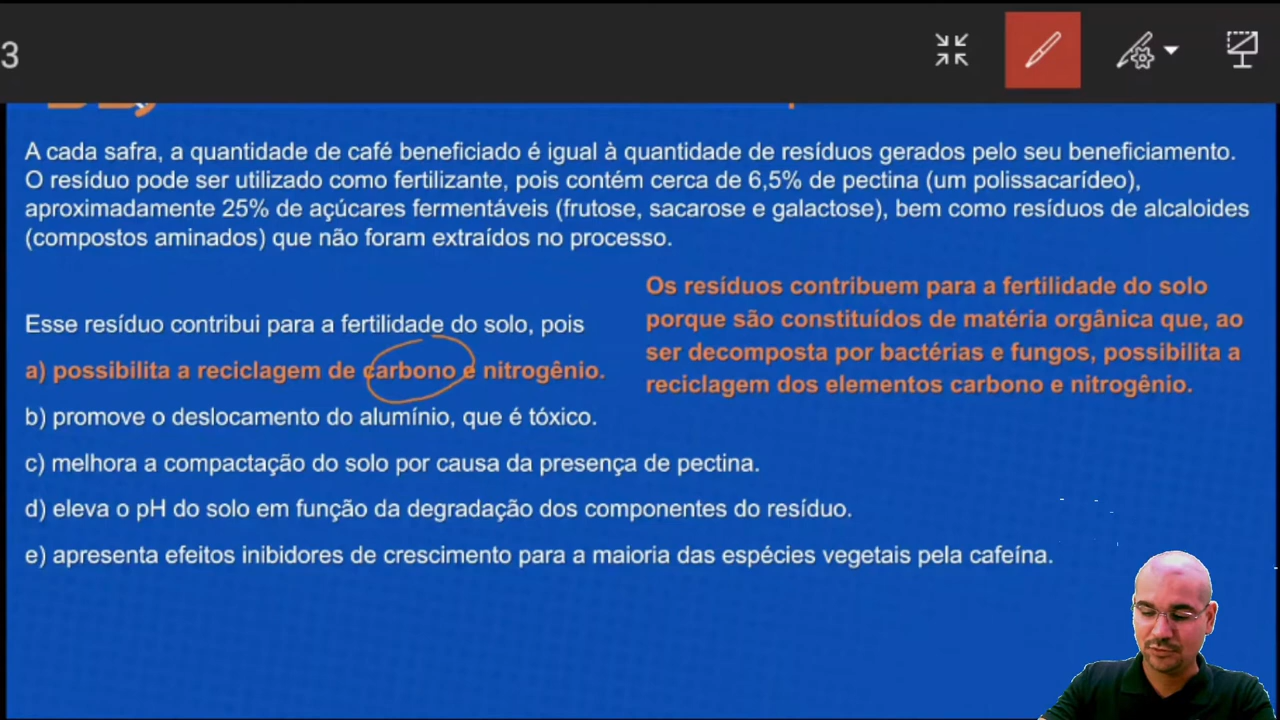 3
A cada safra, a quantidade de café beneficiado é igual à quantidade de resíduos gerados pelo seu beneficiamento.
O resíduo pode ser utilizado como fertilizante, pois contém cerca de 6,5% de pectina (um polissacarídeo),
aproximadamente 25% de açúcares fermentáveis (frutose, sacarose e galactose), bem como resíduos de alcaloides
(compostos aminados) que não foram extraídos no processo.
Esse resíduo contribui para a fertilidade do solo, pois
a) possibilita a reciclagem de carbono e nitrogênio.
b) promove o deslocamento do alumínio, que é tóxico.
c) melhora a compactação do solo por causa da presença de pectina.
d) eleva o pH do solo em função da degradação dos componentes do resíduo.
e) apresenta efeitos inibidores de crescimento para a maioria das espécies vegetais pela cafeína.
Os resíduos contribuem para a fertilidade do solo
porque são constituídos de matéria orgânica que, ao
ser decomposta por bactérias e fungos, possibilita a
reciclagem dos elementos carbono e nitrogênio.